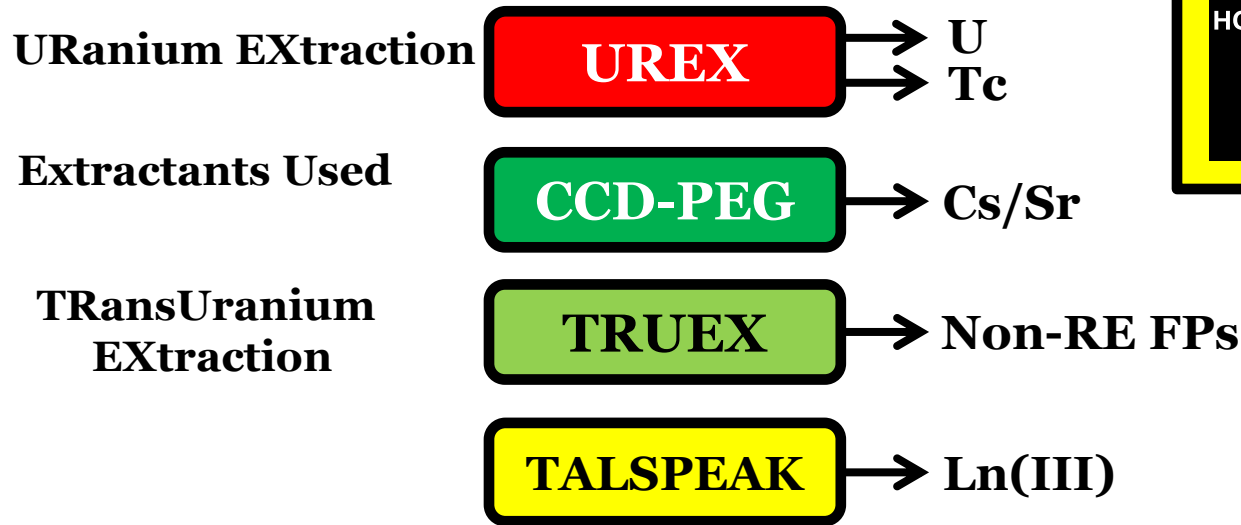 URanium EXtraction
UREX
U
Tc
Extractants Used
CCD-PEG
Cs/Sr
TRansUranium
EXtraction
TRUEX
Non-RE FPs
TALSPEAK
Ln(III)